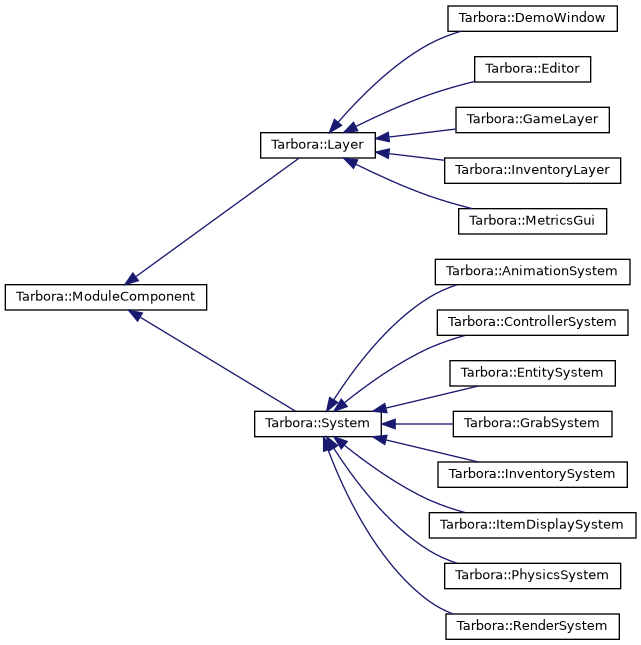 Tarbora::DemoWindow
Tarbora::Editor
Tarbora::GameLayer
Tarbora::Layer
Tarbora::InventoryLayer
Tarbora::MetricsGui
Tarbora::AnimationSystem
Tarbora::ModuleComponent
Tarbora::ControllerSystem
Tarbora::EntitySystem
Tarbora::System
Tarbora::GrabSystem
Tarbora::InventorySystem
Tarbora::ItemDisplaySystem
Tarbora::PhysicsSystem
Tarbora::RenderSystem